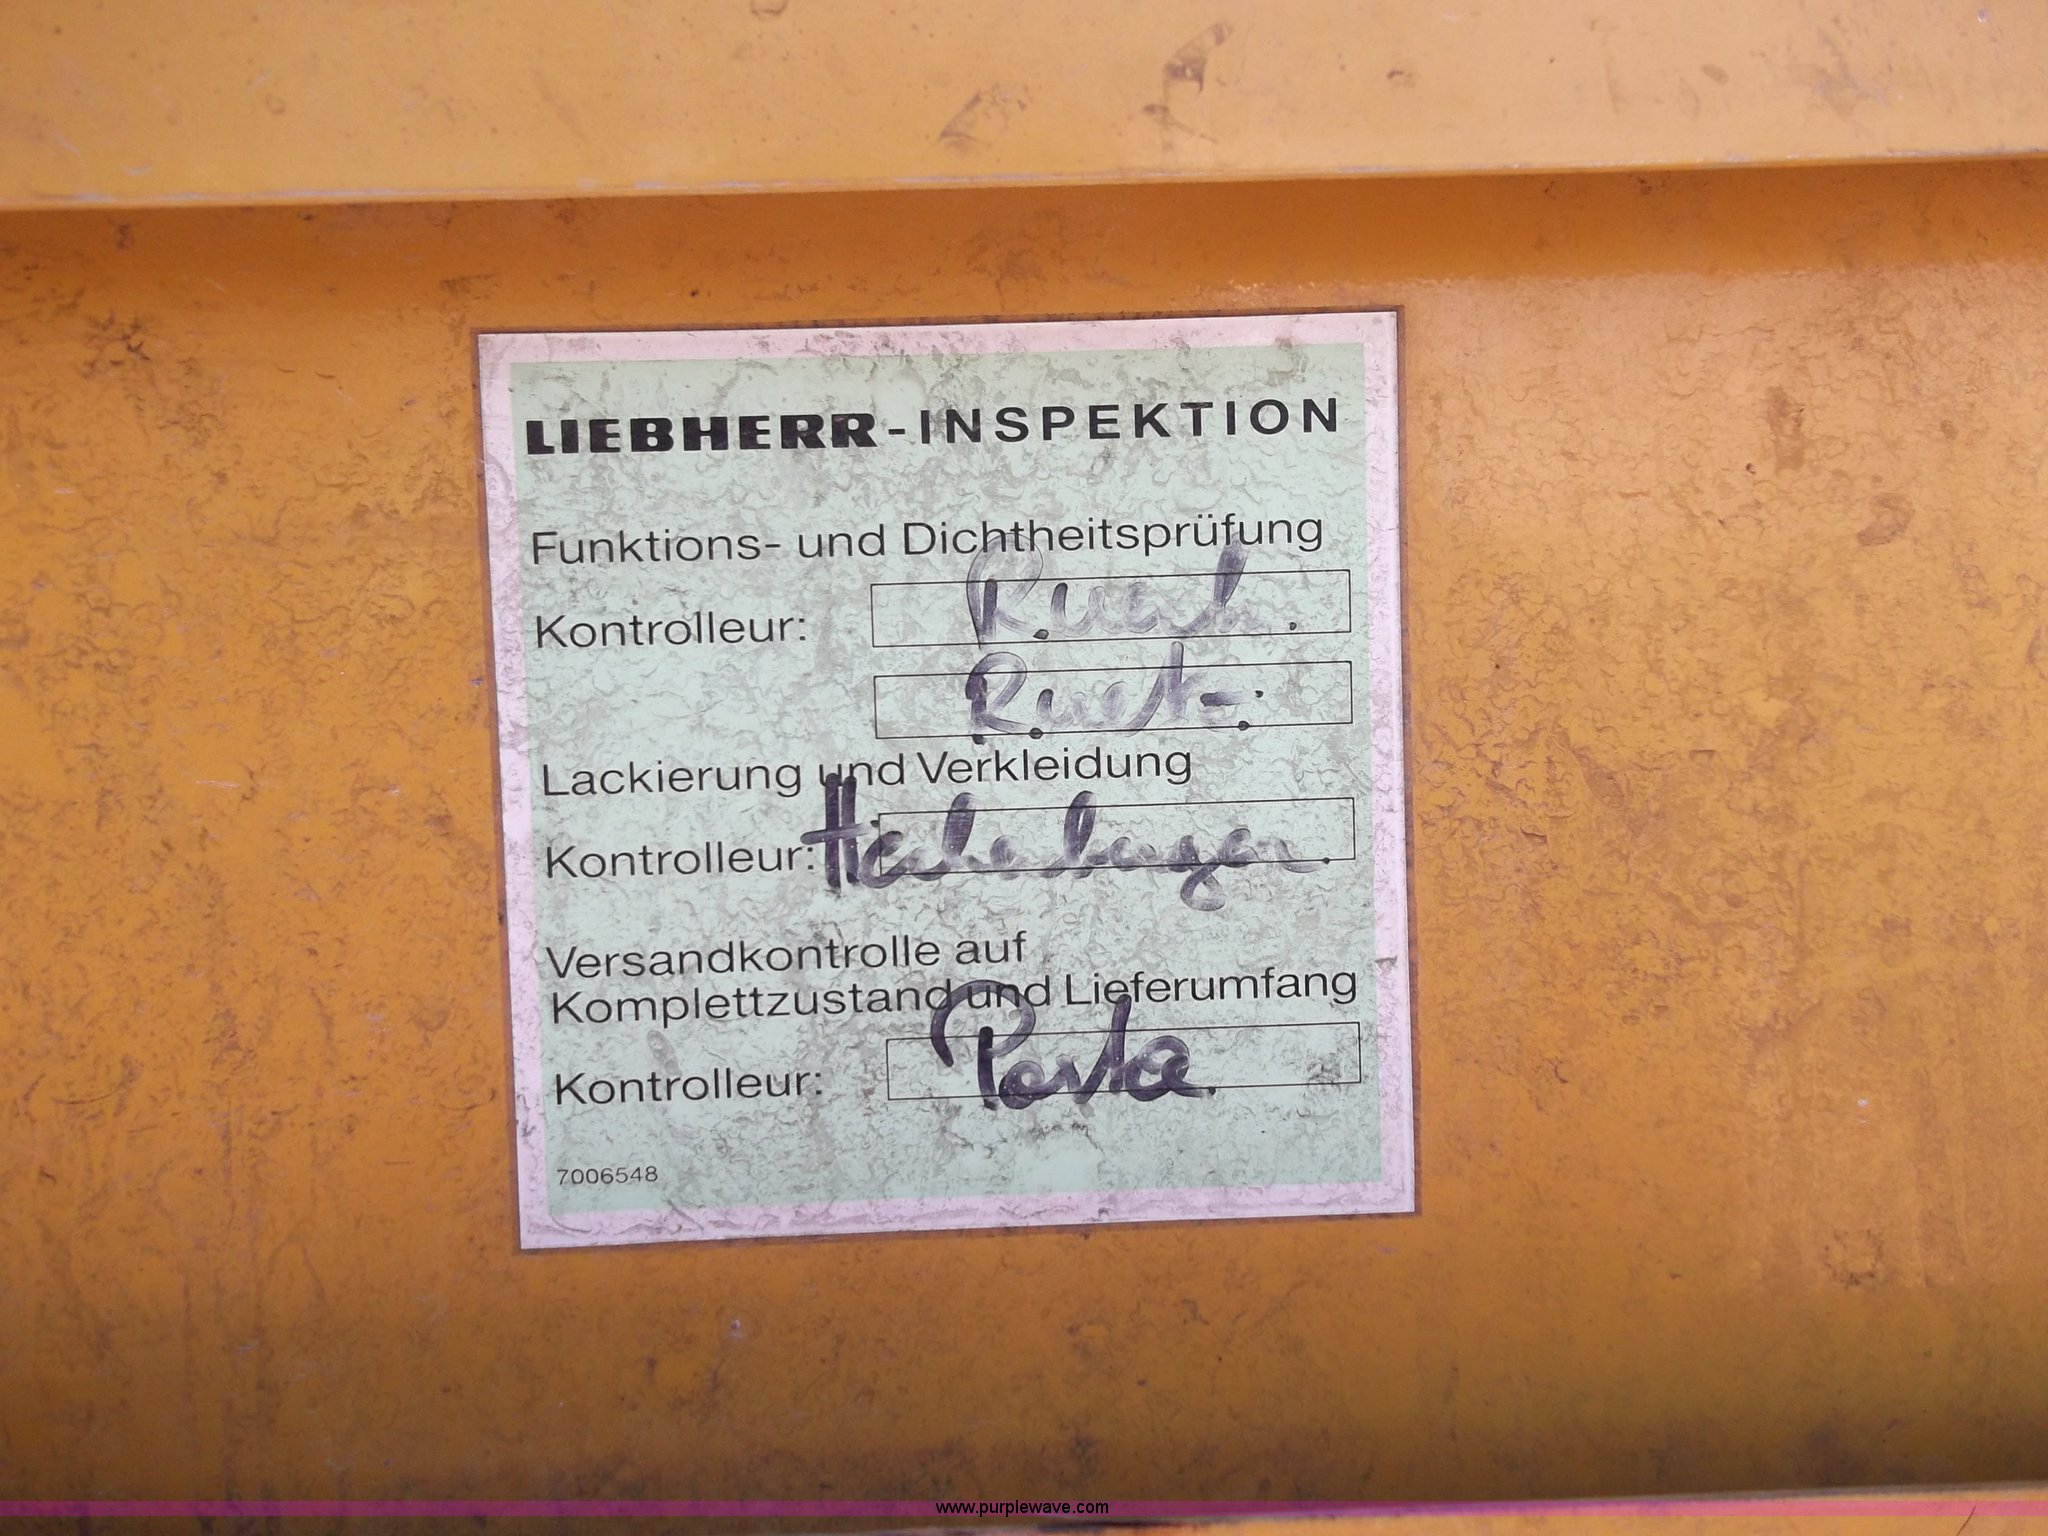 LIEBHERR-INSPEKTION
Funktions- und Dichtheitsprüfung
Kontrolleur:
Lackierung und Verkleidung
Kontrolleur:
Versandkontrolle auf
Komplettzustand und Lieferumfang
Kontrolleur:
7006548
www.purplewave.com